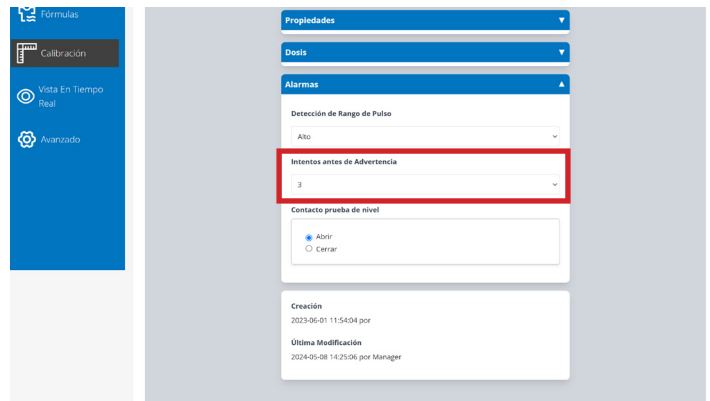 Fórmulas
Calibración
Vista En Tiempo
Real
Avanzado
Propiedades
Dosis
Alarmas
Detección de Rango de Pulso
Alto
Intentos antes de Advertencia
3
Contacto prueba de nivel
Abrir
Cerrar
Creación
2023-06-01 11:54:04 por
Última Modificación
2024-05-08 14:25:06 por Manager